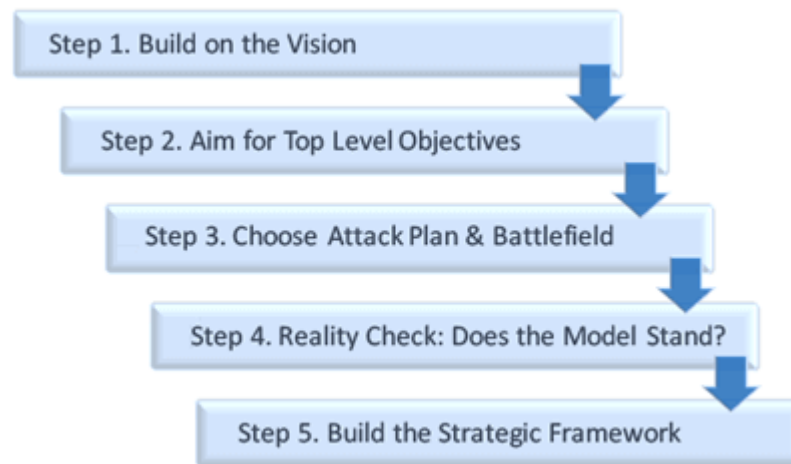 Step 1. Build on the Vision
Step 2. Aim for Top Level Objectives
Step 3. Choose Attack Plan & Battlefield
Step 4. Reality Check: Does the Model Stand?
Step 5. Build the Strategic Framework